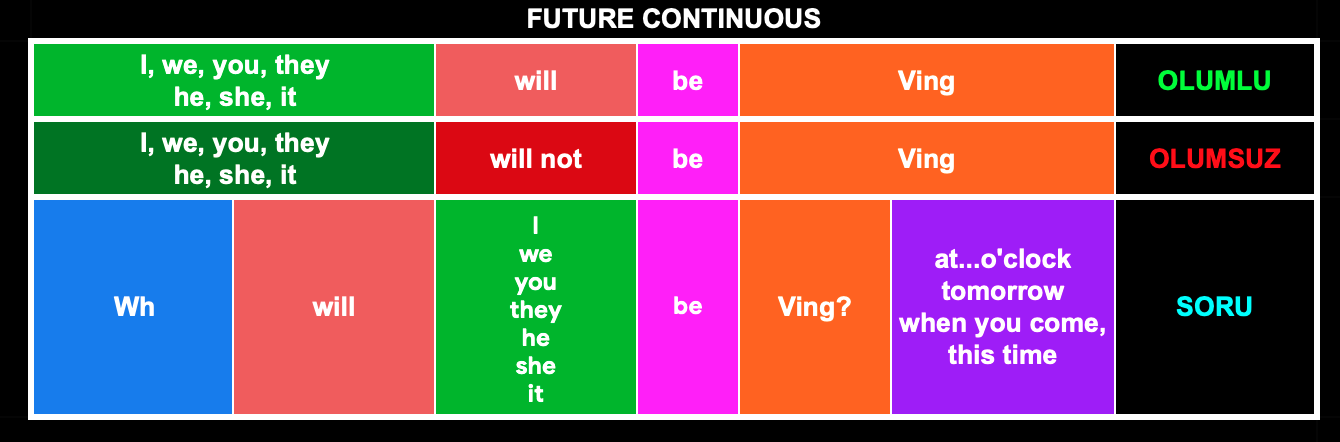 FUTURE CONTINUOUS
I, we, you, they
he, she, it
will
be
Ving
OLUMLU
I, we, you, they
he, she, it
will not
be
Ving
OLUMSUZ
Wh
will
I
we
you
they
he
she
it
be
Ving?
at...o'clock
tomorrow
when you come,
this time
SORU